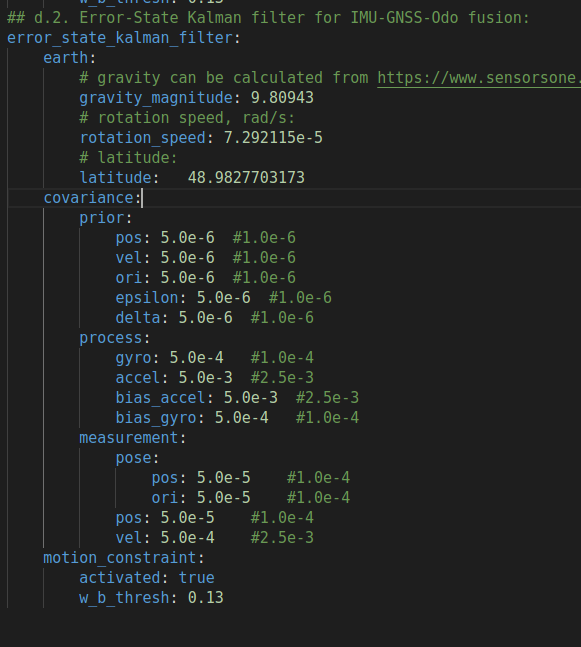 w_b_thresh: 0.13
## d.2. Error-State Kalman filter for IMU-GNSS-Odo fusion:
error_state_kalman_filter:
    earth:
        # gravity can be calculated from https://www.sensorsone.
        gravity_magnitude: 9.80943
        # rotation speed, rad/s:
        rotation_speed: 7.292115e-5
        # latitude:
        latitude:   48.9827703173
    covariance:
        prior:
            pos: 5.0e-6  #1.0e-6
            vel: 5.0e-6  #1.0e-6
            ori: 5.0e-6  #1.0e-6
            epsilon: 5.0e-6  #1.0e-6
            delta: 5.0e-6  #1.0e-6
        process:
            gyro: 5.0e-4   #1.0e-4
            accel: 5.0e-3  #2.5e-3
            bias_accel: 5.0e-3  #2.5e-3
            bias_gyro: 5.0e-4   #1.0e-4
        measurement:
            pose:
                pos: 5.0e-5    #1.0e-4
                ori: 5.0e-5    #1.0e-4
            pos: 5.0e-5    #1.0e-4
            vel: 5.0e-4    #2.5e-3
    motion_constraint:
        activated: true
        w_b_thresh: 0.13